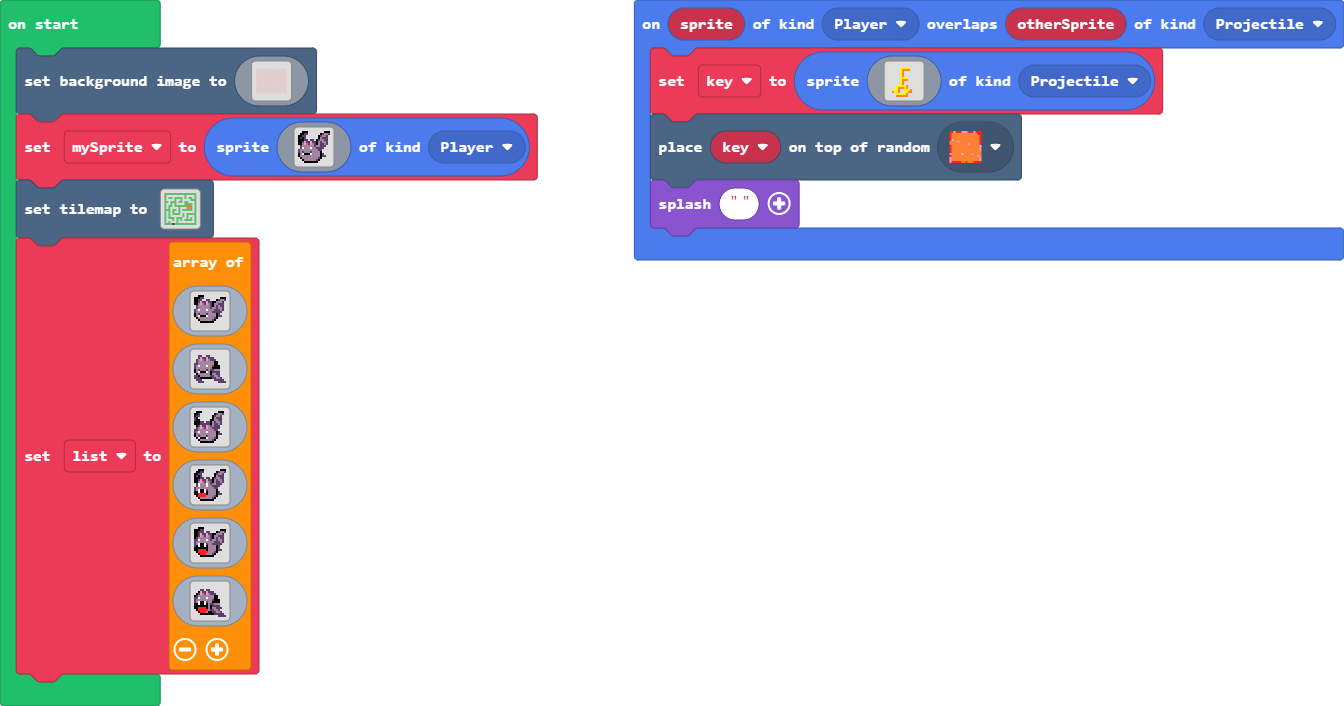 on start
set background image to
set mySprite to sprite of kind Player
set tilemap to
array of
set list to
on sprite of kind Player overlaps otherSprite of kind Projectile
set key to sprite of kind Projectile
place key on top of random
splash " "